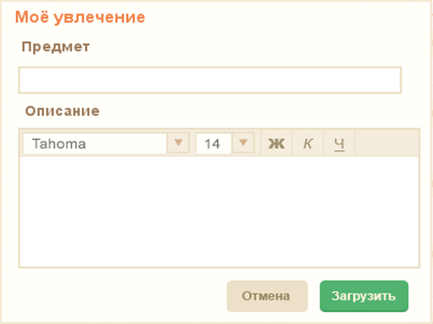 Моё увлечение
Предмет
Описание
Tahoma 14 Ж К Ч
Отмена Загрузить